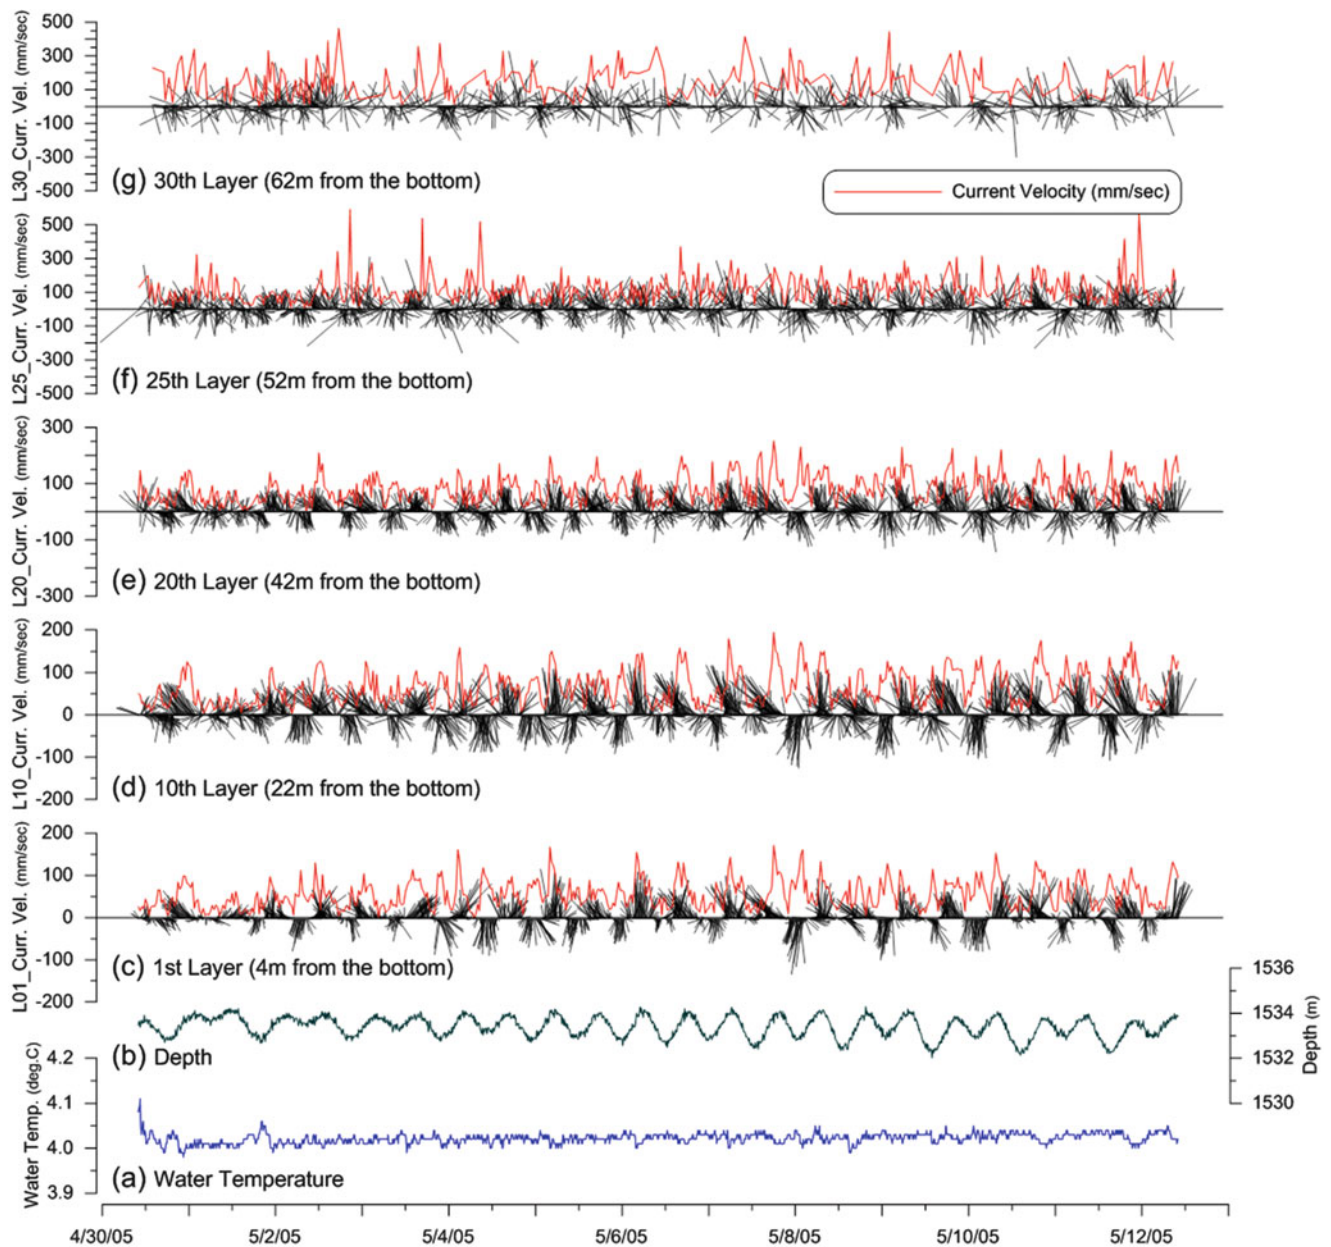 L30_Curr. Vel. (mm/sec)
500
300
100
-100
-300
-500
(g) 30th Layer (62m from the bottom)
Current Velocity (mm/sec)
L25_Curr. Vel. (mm/sec)
500
300
100
-100
-300
-500
(f) 25th Layer (52m from the bottom)
L20_Curr. Vel. (mm/sec)
300
100
-100
-300
(e) 20th Layer (42m from the bottom)
L10_Curr. Vel. (mm/sec)
200
100
0
-100
-200
(d) 10th Layer (22m from the bottom)
L01_Curr. Vel. (mm/sec)
200
100
0
-100
-200
(c) 1st Layer (4m from the bottom)
1536
1534
1532
1530
Depth (m)
(b) Depth
Water Temp. (deg.C)
4.2
4.1
4.0
3.9
(a) Water Temperature
4/30/05 5/2/05 5/4/05 5/6/05 5/8/05 5/10/05 5/12/05